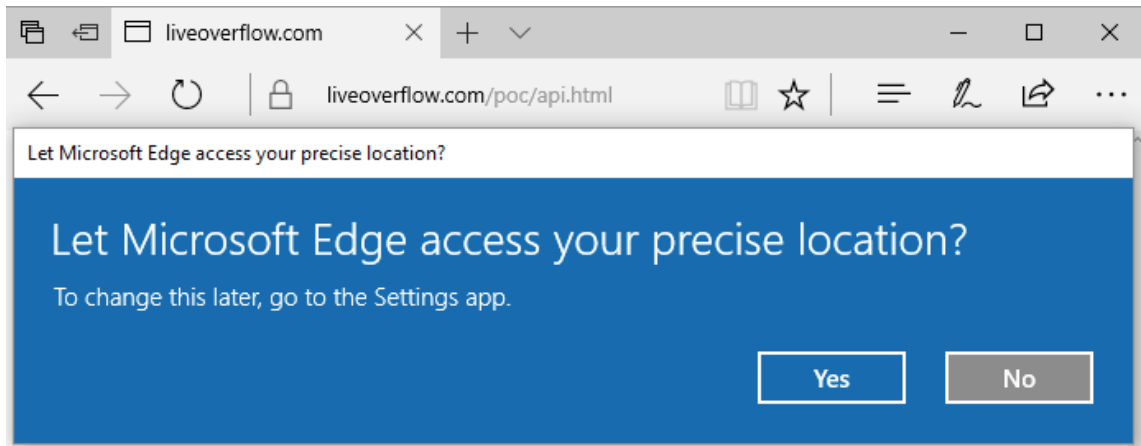 liveoverflow.com
liveoverflow.com/poc/api.html
Let Microsoft Edge access your precise location?
Let Microsoft Edge access your precise location?
To change this later, go to the Settings app.
Yes No